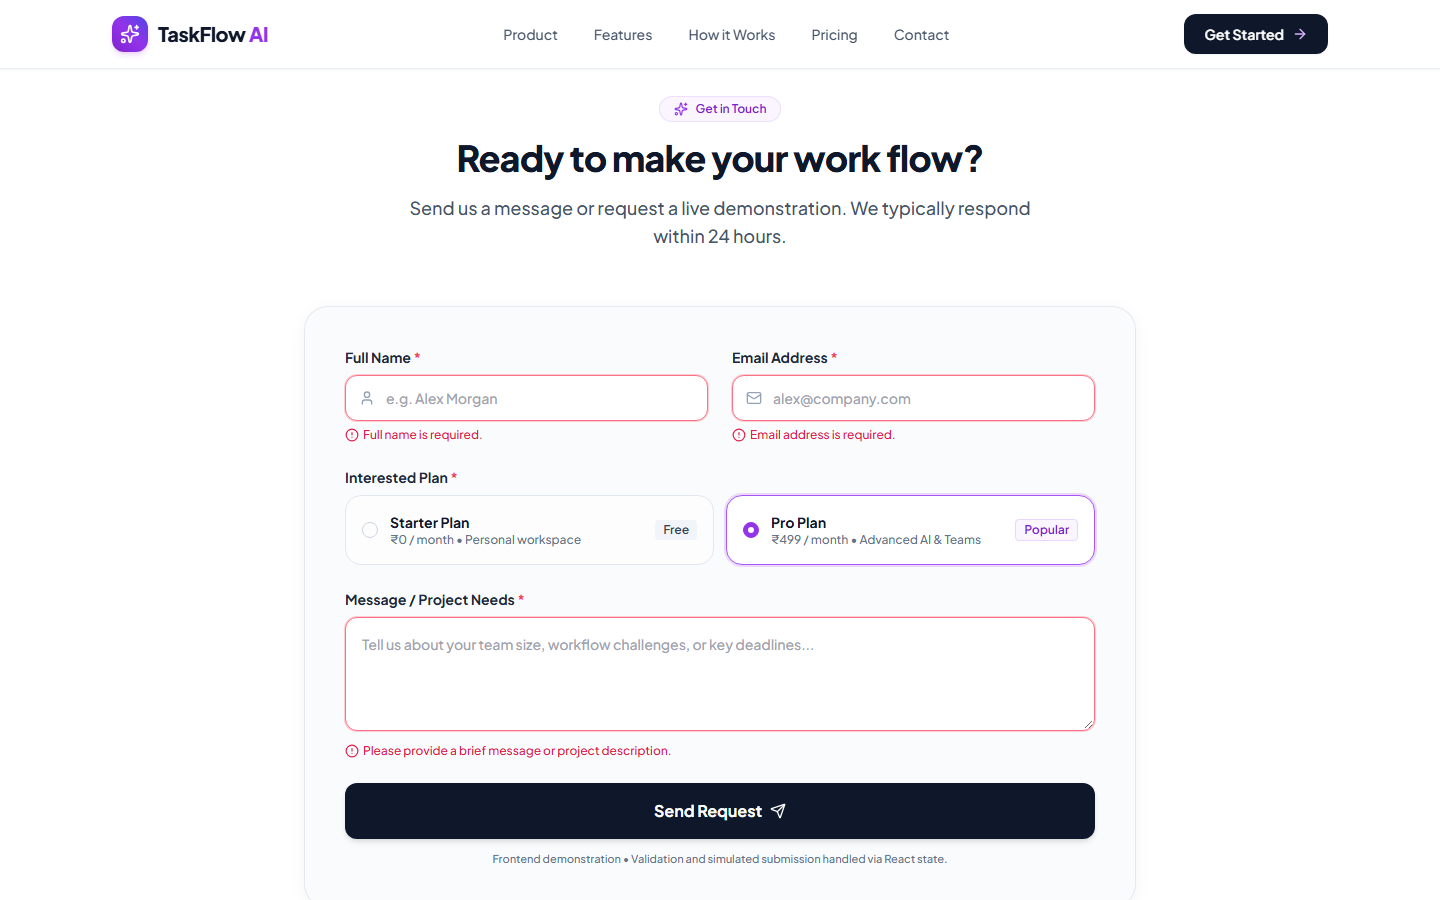 TaskFlow AI
Product
Features
How it Works
Pricing
Contact
Get Started
Get in Touch
Ready to make your work flow?
Send us a message or request a live demonstration. We typically respond
within 24 hours.
Full Name *
Email Address *
e.g. Alex Morgan
alex@company.com
Full name is required.
Email address is required.
Interested Plan *
Starter Plan
₹0 / month • Personal workspace
Free
Pro Plan
₹499 / month • Advanced AI & Teams
Popular
Message / Project Needs *
Tell us about your team size, workflow challenges, or key deadlines...
Please provide a brief message or project description.
Send Request
Frontend demonstration • Validation and simulated submission handled via React state.